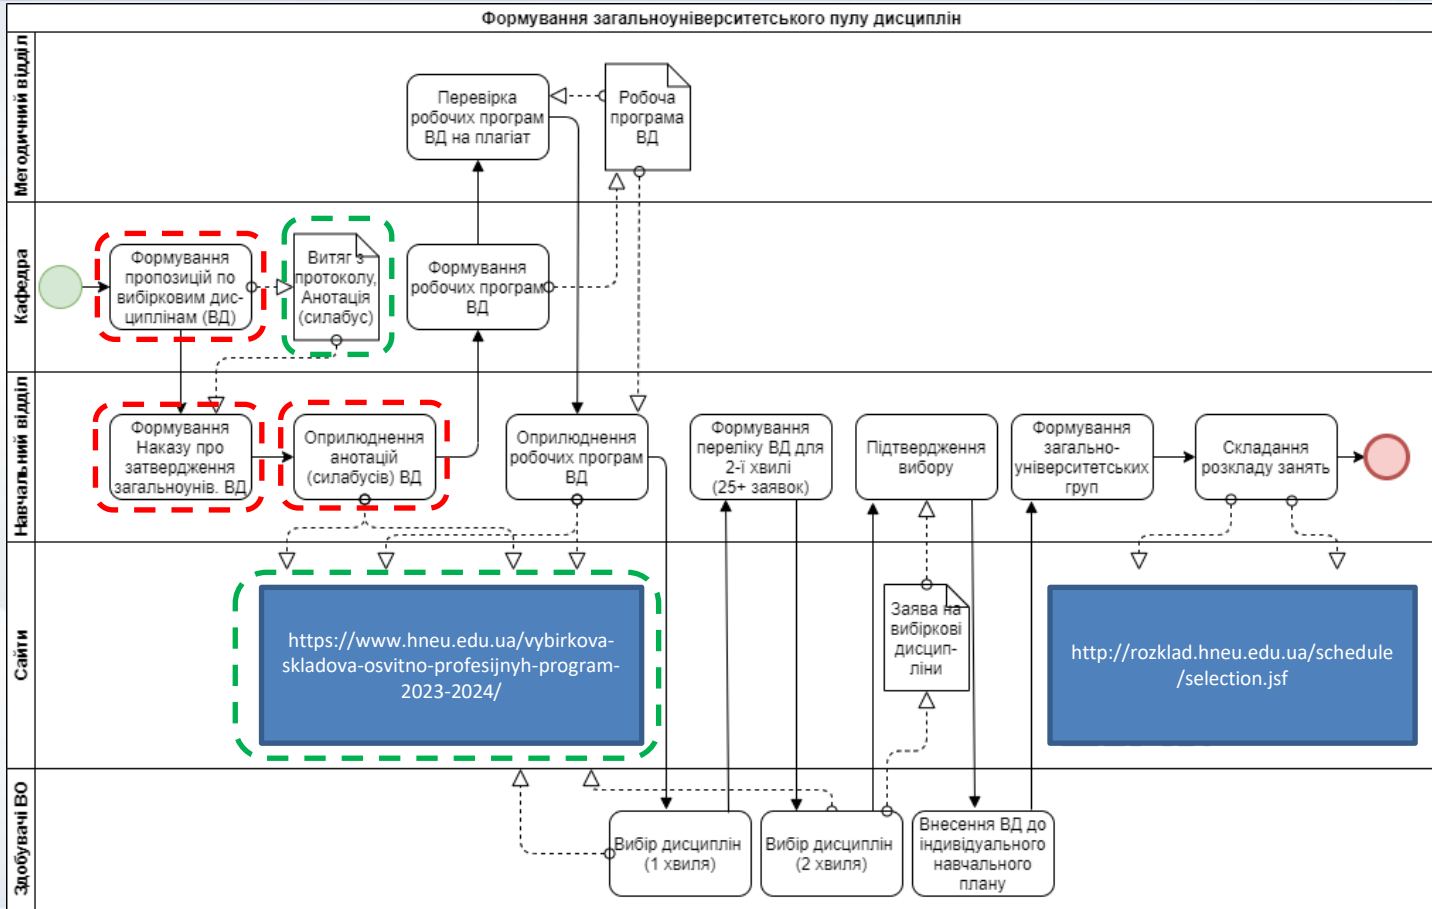 Формування загальноуніверситетського пулу дисциплін
Методичний відділ
Перевірка
робочих програм
ВД на плагіат
Робоча
програма
ВД
Кафедра
Формування
пропозицій по
вибірковим дис-
циплінам (ВД)
Витяг з
протоколу,
Анотація
(силабус)
Формування
робочих програм
ВД
Навчальний відділ
Формування
Наказу про
затвердження
загальноунів. ВД
Оприлюднення
анотацій
(силабусів) ВД
Оприлюднення
робочих програм
ВД
Формування
переліку ВД для
2-ї хвилі
(25+ заявок)
Підтвердження
вибору
Формування
загально-
університетських
груп
Складання
розкладу занять
Сайти
https://www.hneu.edu.ua/vybirkova-
skladova-osvitno-profesijnyh-program-
2023-2024/
Заява на
вибіркові
дисцип-
ліни
http://rozklad.hneu.edu.ua/schedule
/selection.jsf
Здобувачі ВО
Вибір дисциплін
(1 хвиля)
Вибір дисциплін
(2 хвиля)
Внесення ВД до
індивідуального
навчального
плану